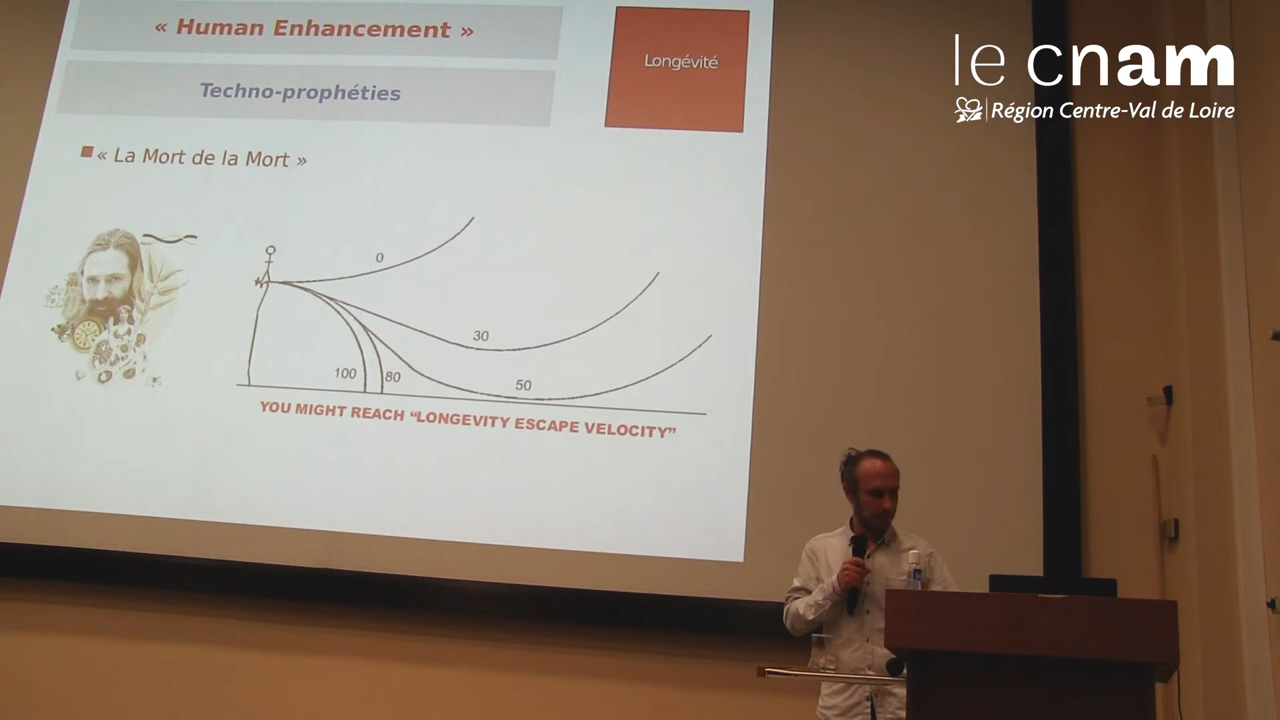 « Human Enhancement »
Techno-prophéties
Longévité
le cnam
Région Centre-Val de Loire
« La Mort de la Mort »
0
30
100
80
50
YOU MIGHT REACH “LONGEVITY ESCAPE VELOCITY”